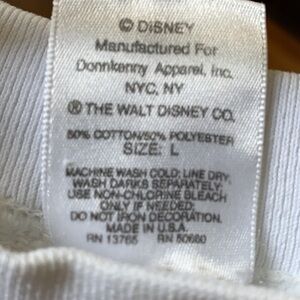 © DISNEY
Manufactured For
Donnkenny Apparel, Inc.
NYC, NY
® THE WALT DISNEY CO.
50% COTTON/50% POLYESTER
SIZE: L
MACHINE WASH COLD: LINE DRY.
WASH DARKS SEPARATELY.
USE NON-CHLORINE BLEACH
ONLY IF NEEDED.
DO NOT IRON DECORATION.
MADE IN U.S.A.
RN 13765 RN 50660